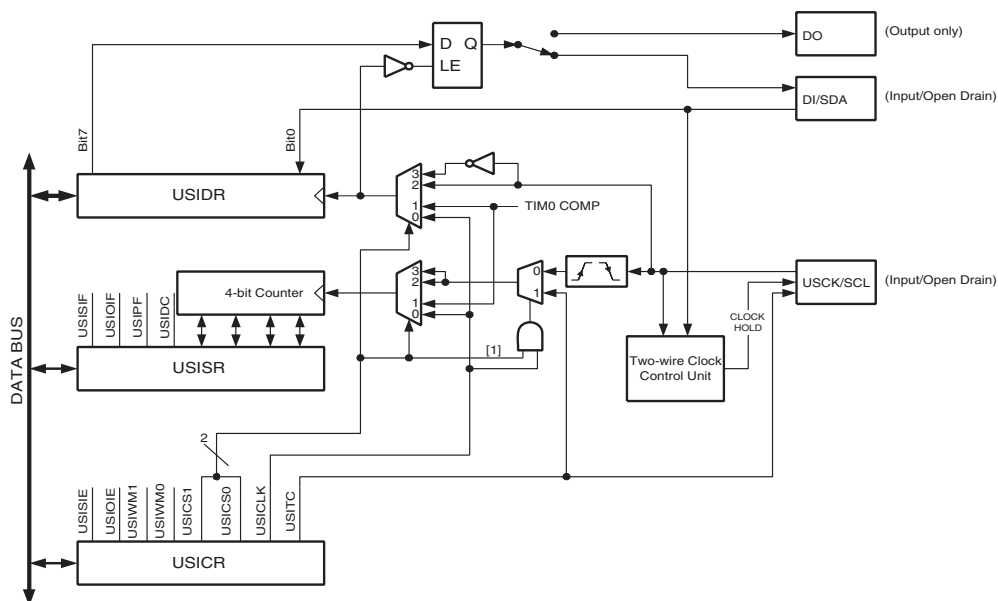 D Q
LE
DO
(Output only)
DI/SDA
(Input/Open Drain)
Bit7
Bit0
USIDR
3
2
1
0
TIM0 COMP
DATA BUS
4-bit Counter
3
2
1
0
0
1
USCK/SCL
(Input/Open Drain)
CLOCK
HOLD
USISIF
USIOIF
USIPF
USIDC
[1]
USISR
Two-wire Clock
Control Unit
2
USISIE
USIOIE
USIWM1
USIWM0
USICS1
USICS0
USICLK
USITC
USICR